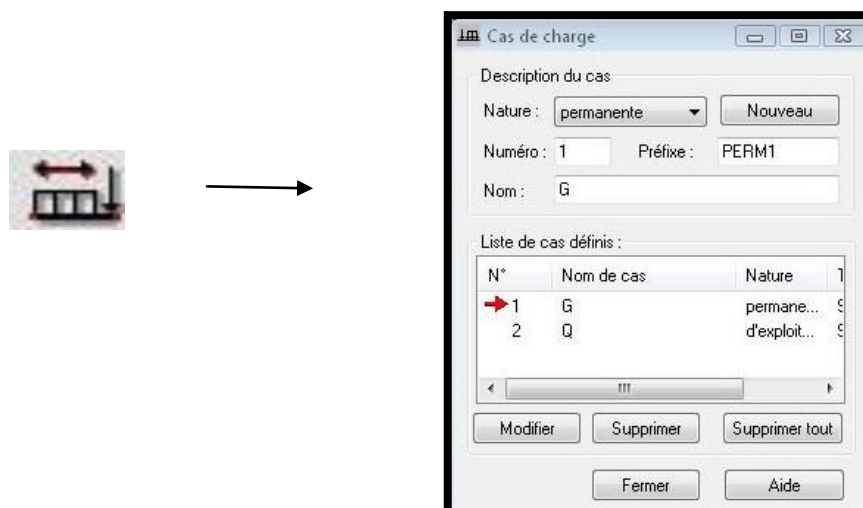 Cas de charge
Description du cas
Nature : permanente Nouveau
Numéro : 1 Préfixe : PERM1
Nom : G
Liste de cas définis :
N° Nom de cas Nature
1 G permane... S
2 Q d'exploit... S
Modifier Supprimer Supprimer tout
Fermer Aide